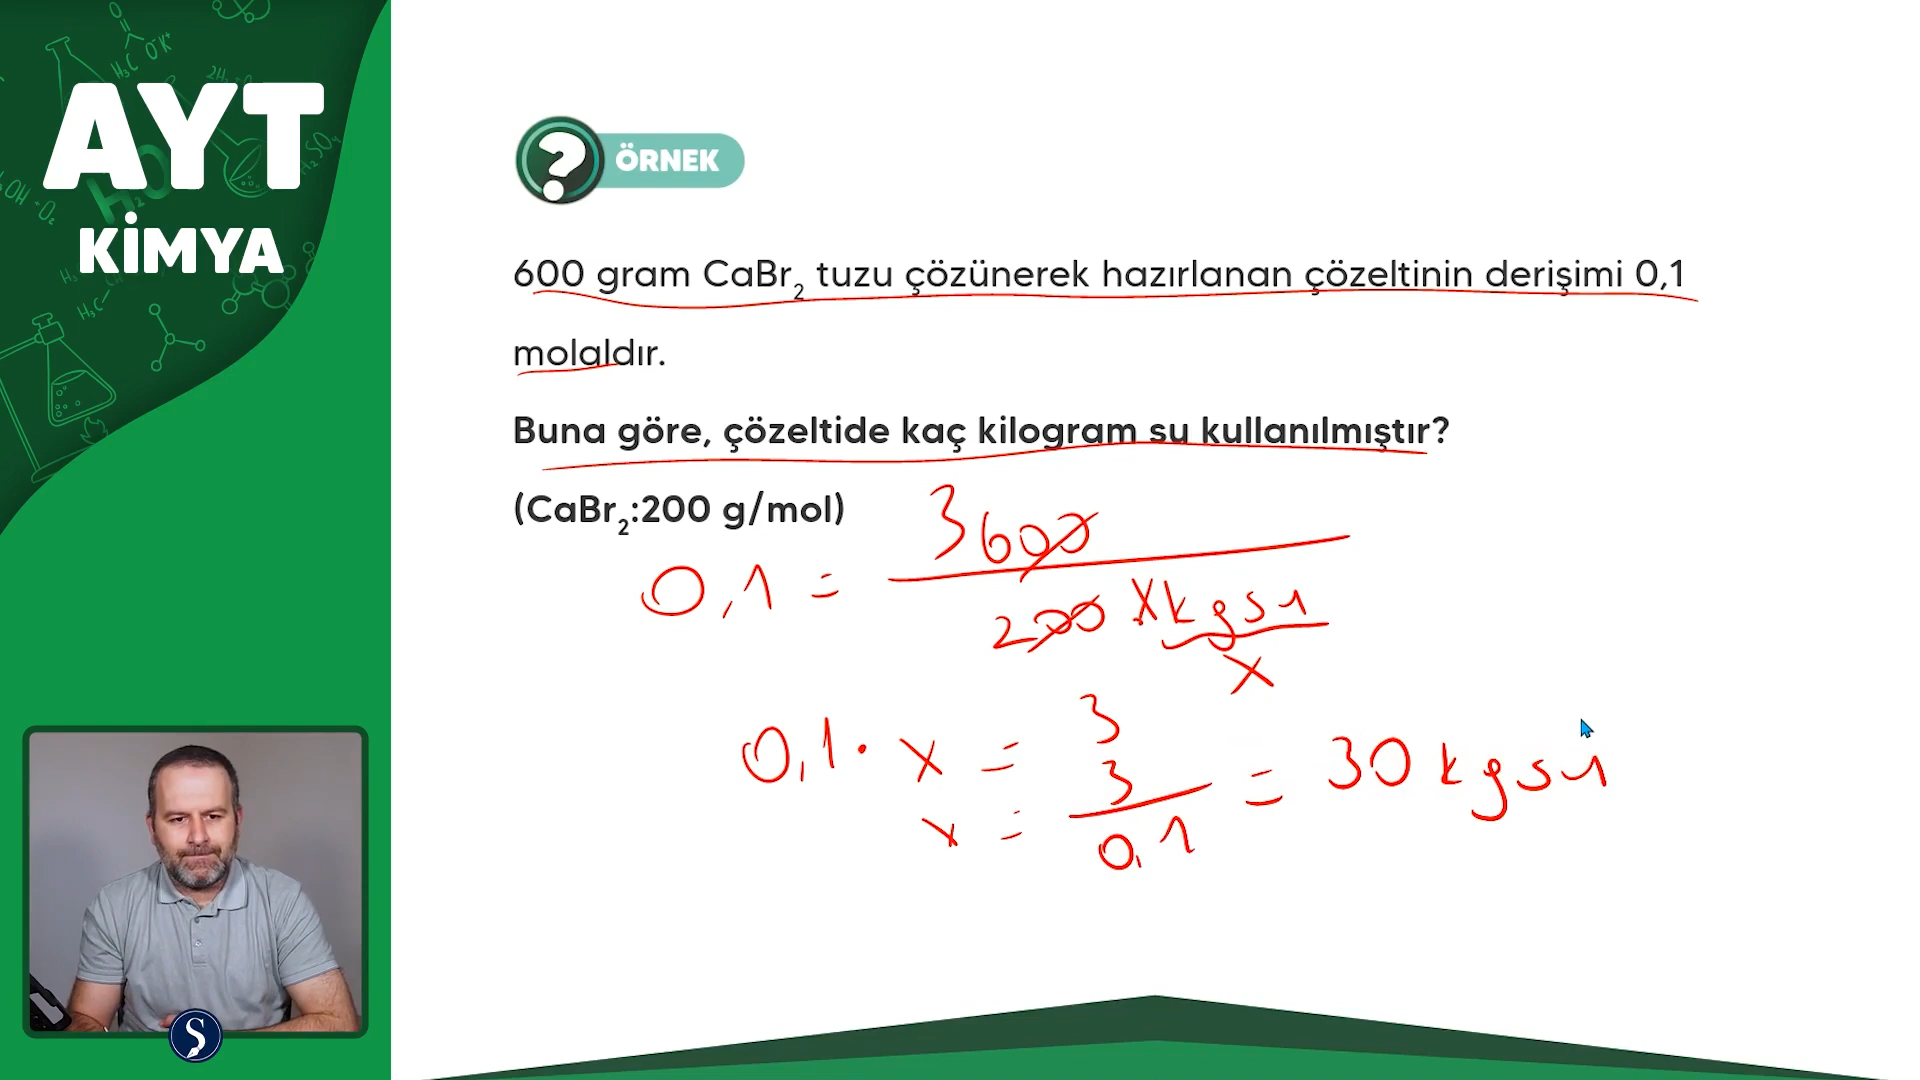 AYT
KİMYA
? ÖRNEK
600 gram CaBr₂ tuzu çözünerek hazırlanan çözeltinin derişimi 0,1
molaldır.
Buna göre, çözeltide kaç kilogram su kullanılmıştır?
(CaBr₂:200 g/mol)
3 600
0,1 =
200 x kg su
x
0,1 · x = 3
x = 3 / 0,1 = 30 kg su
S